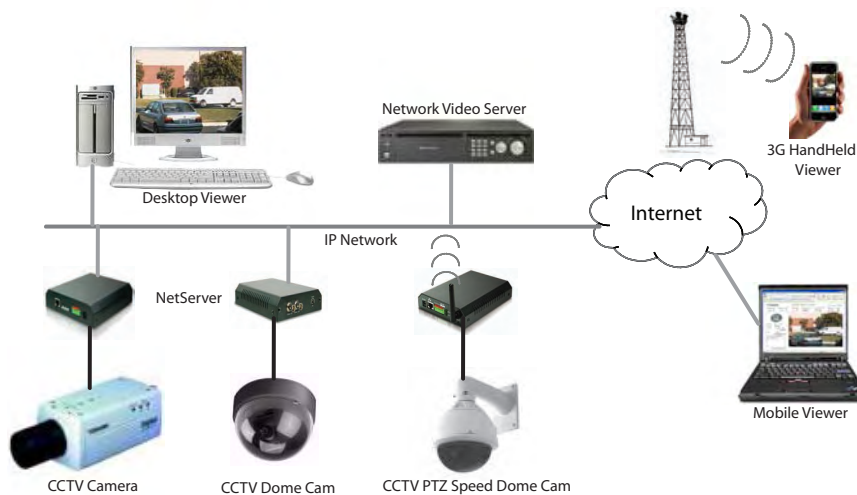 Network Video Server
3G HandHeld
Viewer
Desktop Viewer
Internet
IP Network
NetServer
Mobile Viewer
CCTV Camera
CCTV Dome Cam
CCTV PTZ Speed Dome Cam